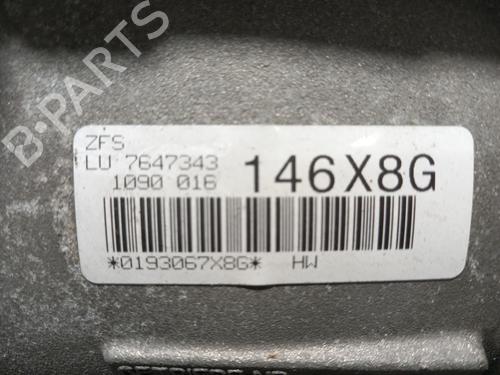 B-PARTS
ZFS
LU 7647343
1090 016
146X8G
*0193067X8G* HW